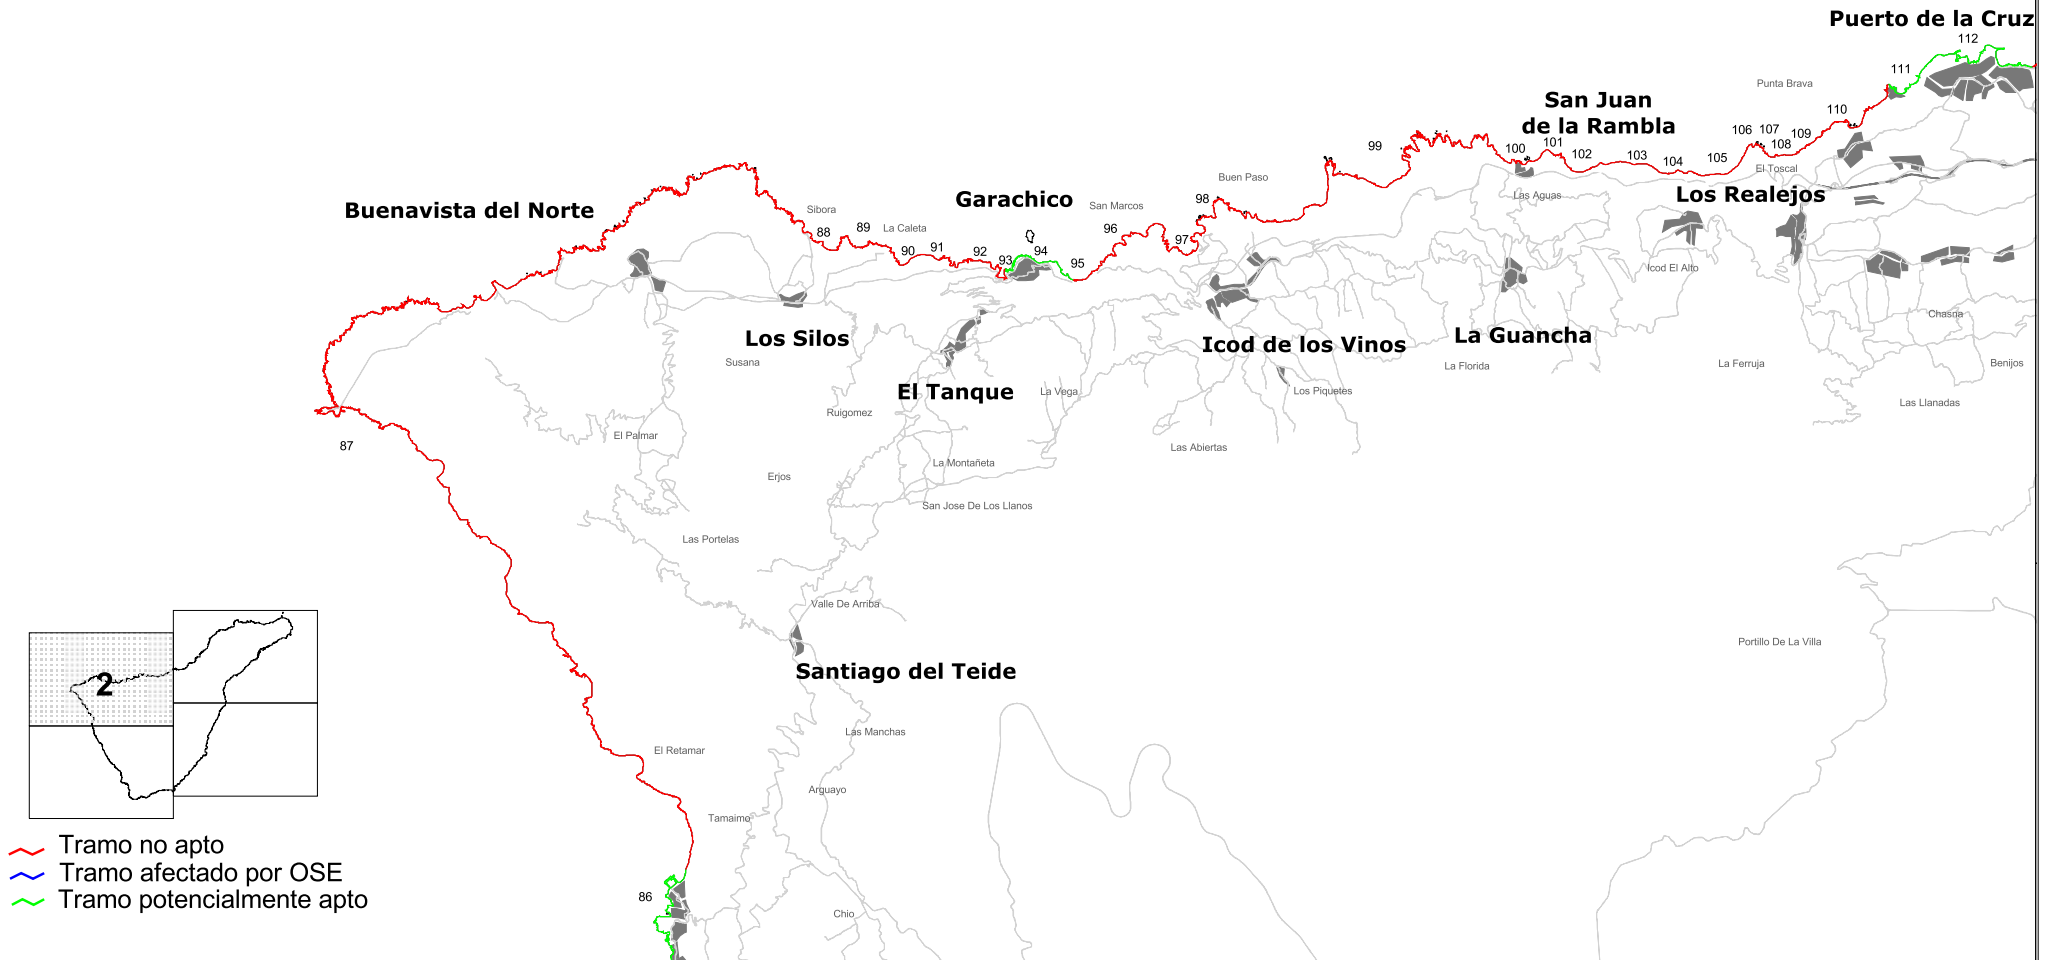 Puerto de la Cruz
112
111
Punta Brava
San Juan
de la Rambla
110
109
108
107
106
105
104
103
102
101
100
99
El Toscal
Los Realejos
Las Aguas
Buen Paso
98
97
96
San Marcos
Garachico
95
94
93
92
91
90
La Caleta
89
88
Sibora
Buenavista del Norte
Icod El Alto
Chasna
Benijos
La Ferruja
Las Llanadas
La Guancha
La Florida
Icod de los Vinos
Los Piquetes
Las Abiertas
La Vega
El Tanque
Los Silos
Susana
Ruigomez
El Palmar
87
La Montañeta
Erjos
San Jose De Los Llanos
Las Portelas
Valle De Arriba
Portillo De La Villa
Santiago del Teide
2
Las Manchas
El Retamar
Arguayo
Tamaimo
Tramo no apto
Tramo afectado por OSE
Tramo potencialmente apto
86
Chio